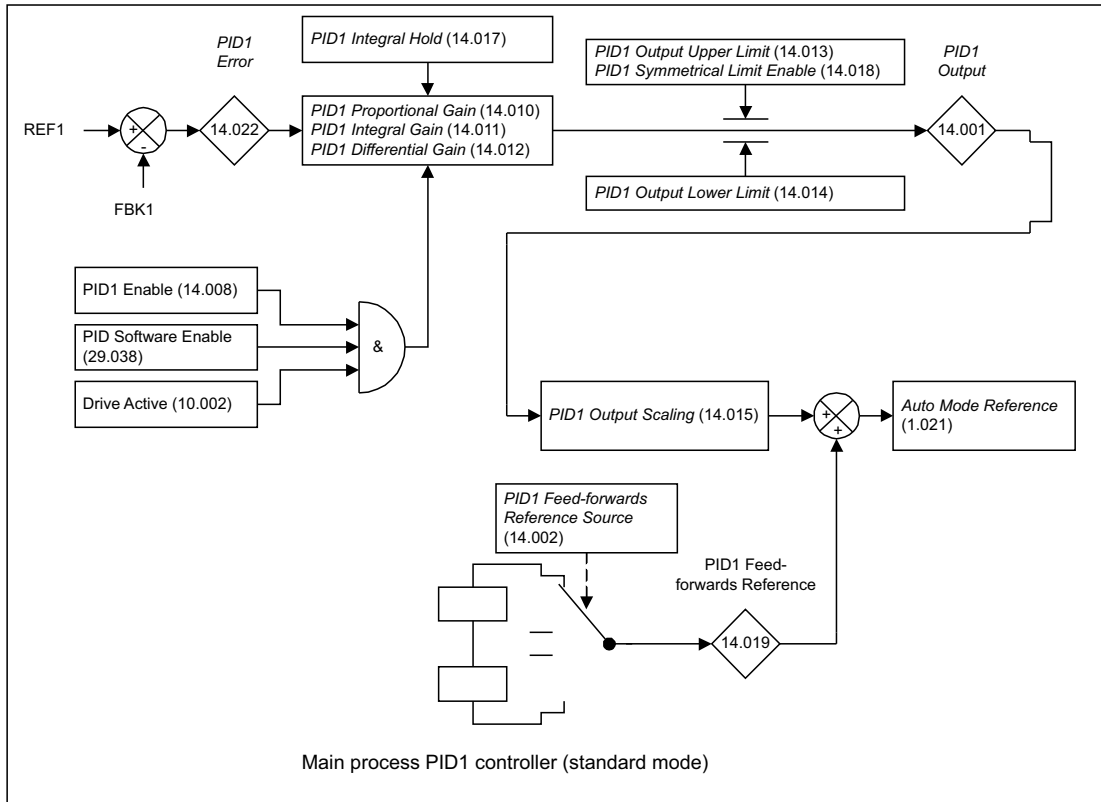 PID1
Error
PID1 Integral Hold (14.017)
PID1 Output Upper Limit (14.013)
PID1 Symmetrical Limit Enable (14.018)
PID1
Output
REF1
+
-
14.022
PID1 Proportional Gain (14.010)
PID1 Integral Gain (14.011)
PID1 Differential Gain (14.012)
14.001
FBK1
PID1 Output Lower Limit (14.014)
PID1 Enable (14.008)
PID Software Enable
(29.038)
Drive Active (10.002)
&
PID1 Output Scaling (14.015)
+
+
Auto Mode Reference
(1.021)
PID1 Feed-forwards
Reference Source
(14.002)
PID1 Feed-
forwards Reference
14.019
Main process PID1 controller (standard mode)